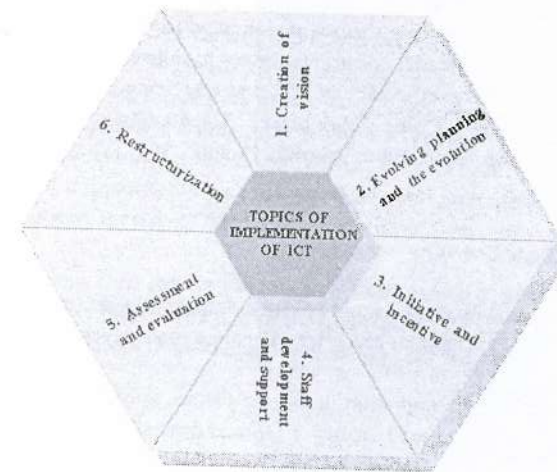 TOPICS OF
IMPLEMENTATION
OF ICT
1. Creation of
vision
2. Evolving planning
and the evolution
3. Initiative and
incentive
4. Staff
development
and support
5. Assessment
and evaluation
6. Restructurization